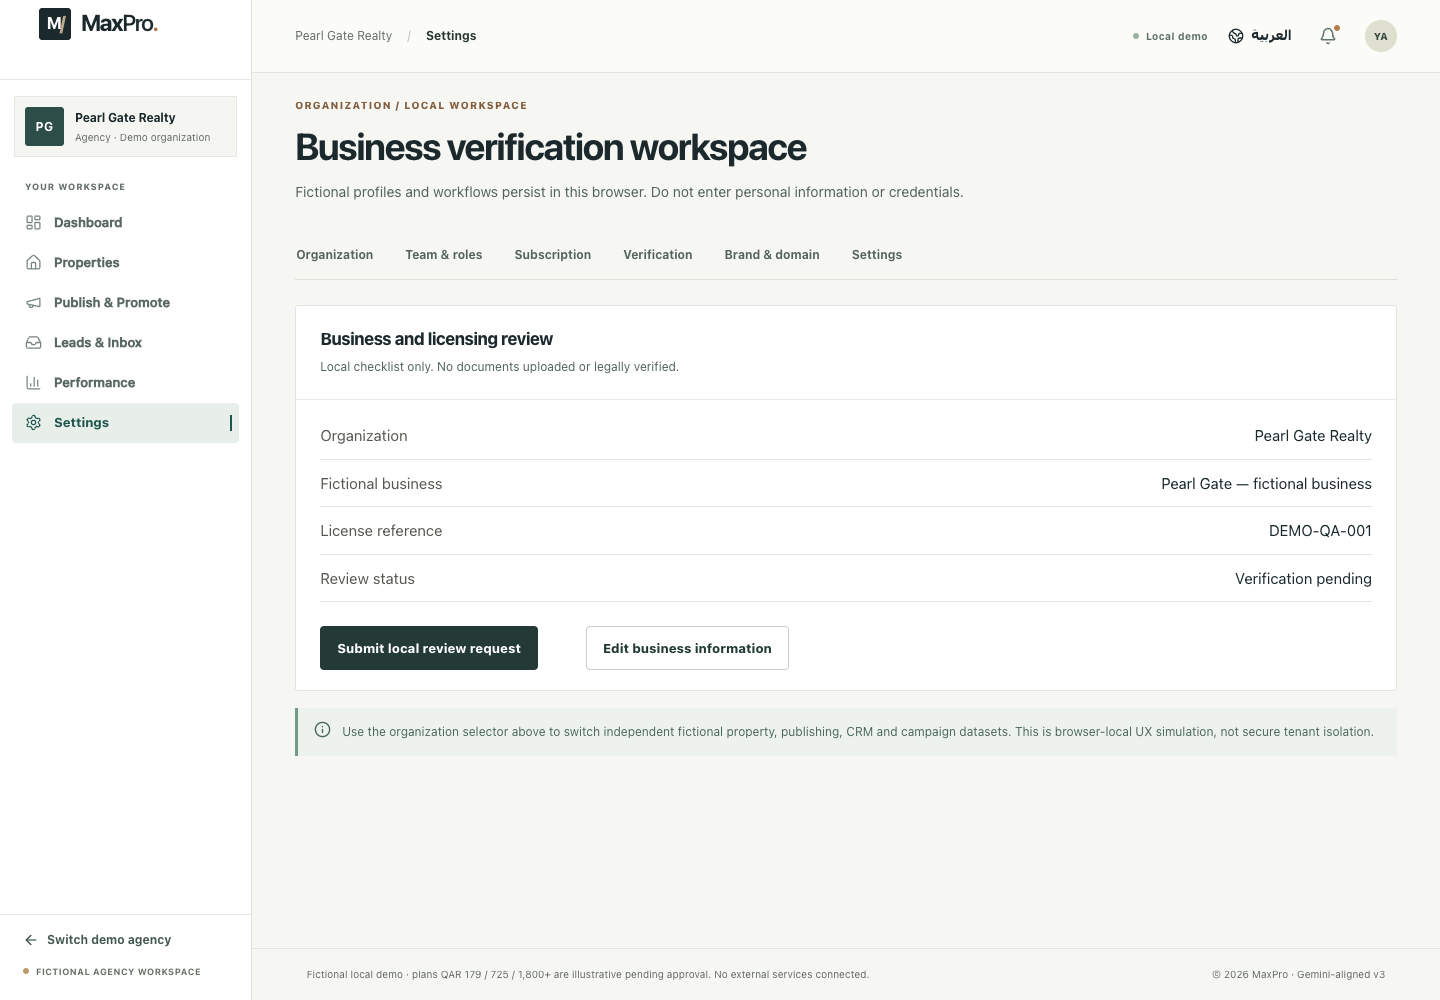 M/ MaxPro.
Pearl Gate Realty / Settings
Local demo
العربية
YA
PG
Pearl Gate Realty
Agency · Demo organization
YOUR WORKSPACE
Dashboard
Properties
Publish & Promote
Leads & Inbox
Performance
Settings
Switch demo agency
FICTIONAL AGENCY WORKSPACE
ORGANIZATION / LOCAL WORKSPACE
Business verification workspace
Fictional profiles and workflows persist in this browser. Do not enter personal information or credentials.
Organization Team & roles Subscription Verification Brand & domain Settings
Business and licensing review
Local checklist only. No documents uploaded or legally verified.
Organization Pearl Gate Realty
Fictional business Pearl Gate — fictional business
License reference DEMO-QA-001
Review status Verification pending
Submit local review request Edit business information
Use the organization selector above to switch independent fictional property, publishing, CRM and campaign datasets. This is browser-local UX simulation, not secure tenant isolation.
Fictional local demo · plans QAR 179 / 725 / 1,800+ are illustrative pending approval. No external services connected.
© 2026 MaxPro · Gemini-aligned v3